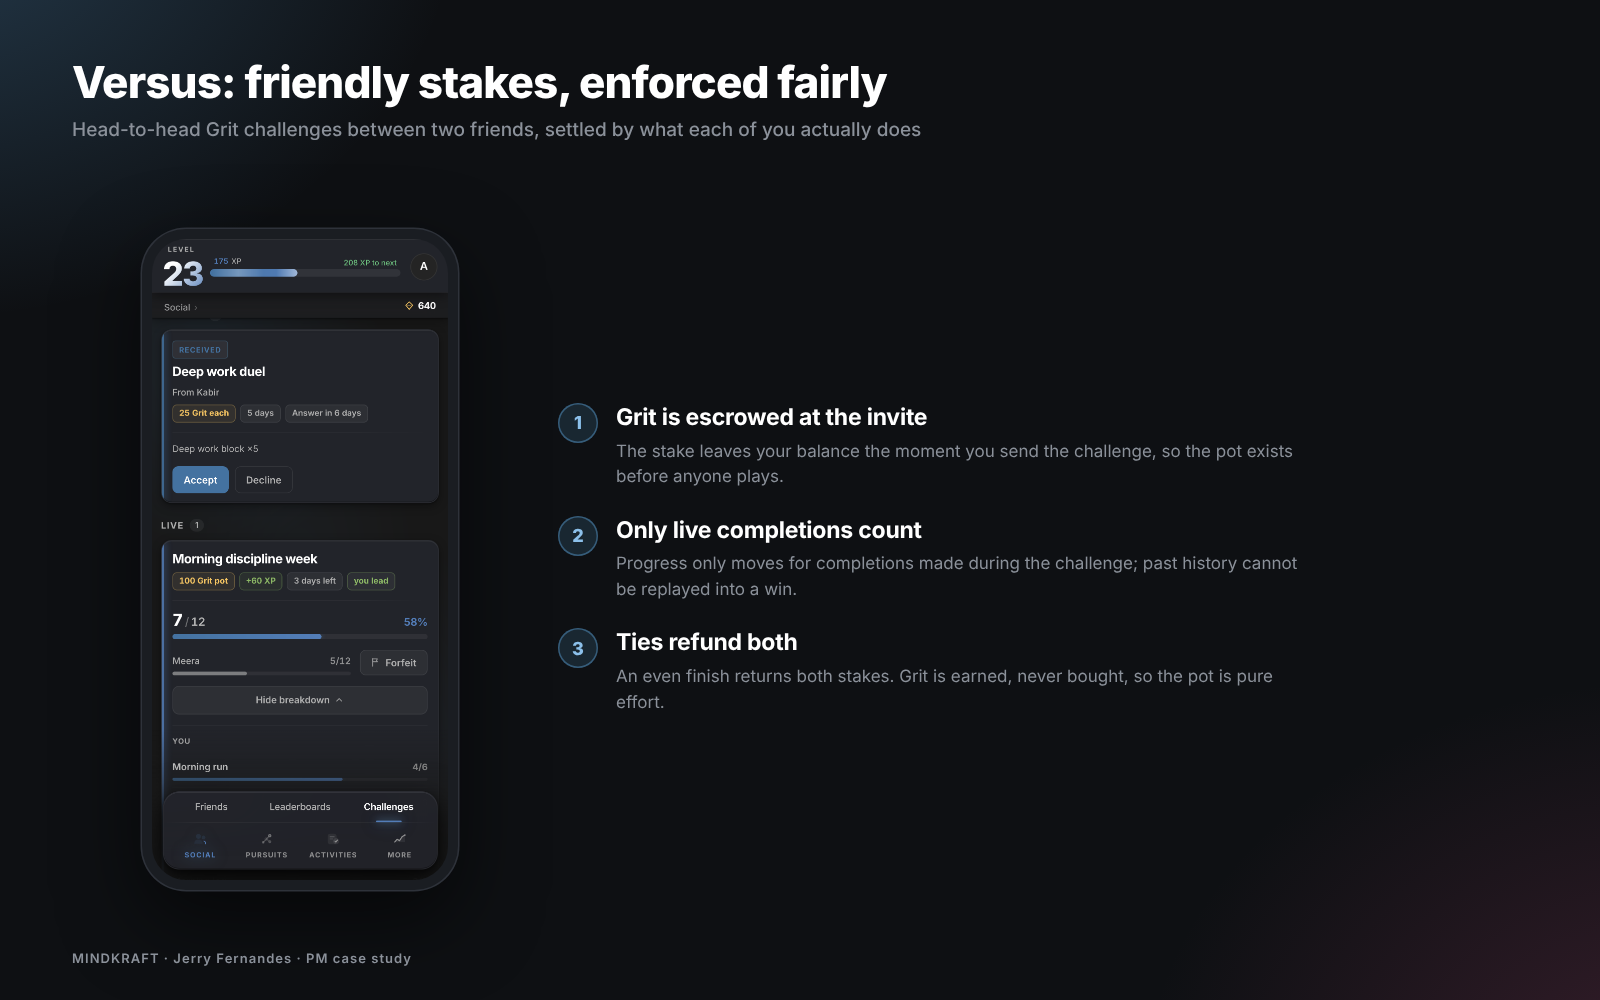 Versus: friendly stakes, enforced fairly
Head-to-head Grit challenges between two friends, settled by what each of you actually does
LEVEL
23
175 XP
208 XP to next
A
Social ›
640
RECEIVED
Deep work duel
From Kabir
25 Grit each
5 days
Answer in 6 days
Deep work block ×5
Accept
Decline
LIVE 1
Morning discipline week
100 Grit pot
+60 XP
3 days left
you lead
7 / 12
58%
Meera
5/12
Forfeit
Hide breakdown
YOU
Morning run
4/6
Friends
Leaderboards
Challenges
SOCIAL
PURSUITS
ACTIVITIES
MORE
1
Grit is escrowed at the invite
The stake leaves your balance the moment you send the challenge, so the pot exists
before anyone plays.
2
Only live completions count
Progress only moves for completions made during the challenge; past history cannot
be replayed into a win.
3
Ties refund both
An even finish returns both stakes. Grit is earned, never bought, so the pot is pure
effort.
MINDKRAFT · Jerry Fernandes · PM case study